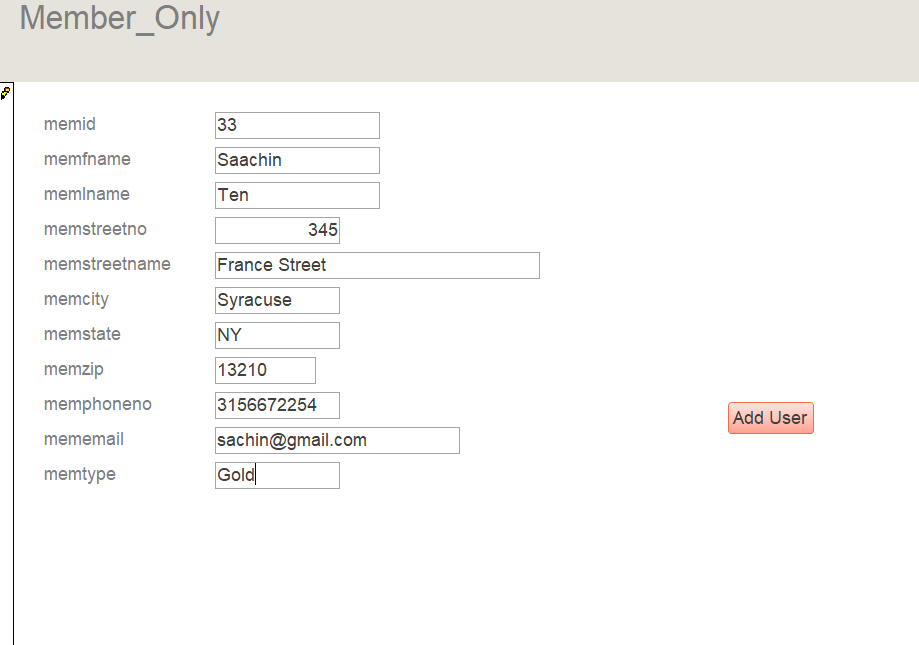 Member_Only
memid 33
memfname Saachin
memlname Ten
memstreetno 345
memstreetname France Street
memcity Syracuse
memstate NY
memzip 13210
memphoneno 3156672254
Add User
mememail sachin@gmail.com
memtype Gold